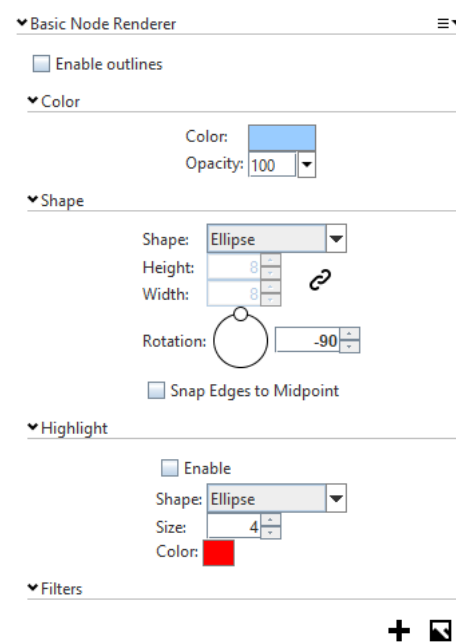 Basic Node Renderer
Enable outlines
Color
Color:
Opacity: 100
Shape
Shape: Ellipse
Height: 8
Width: 8
Rotation: -90
Snap Edges to Midpoint
Highlight
Enable
Shape: Ellipse
Size: 4
Color:
Filters